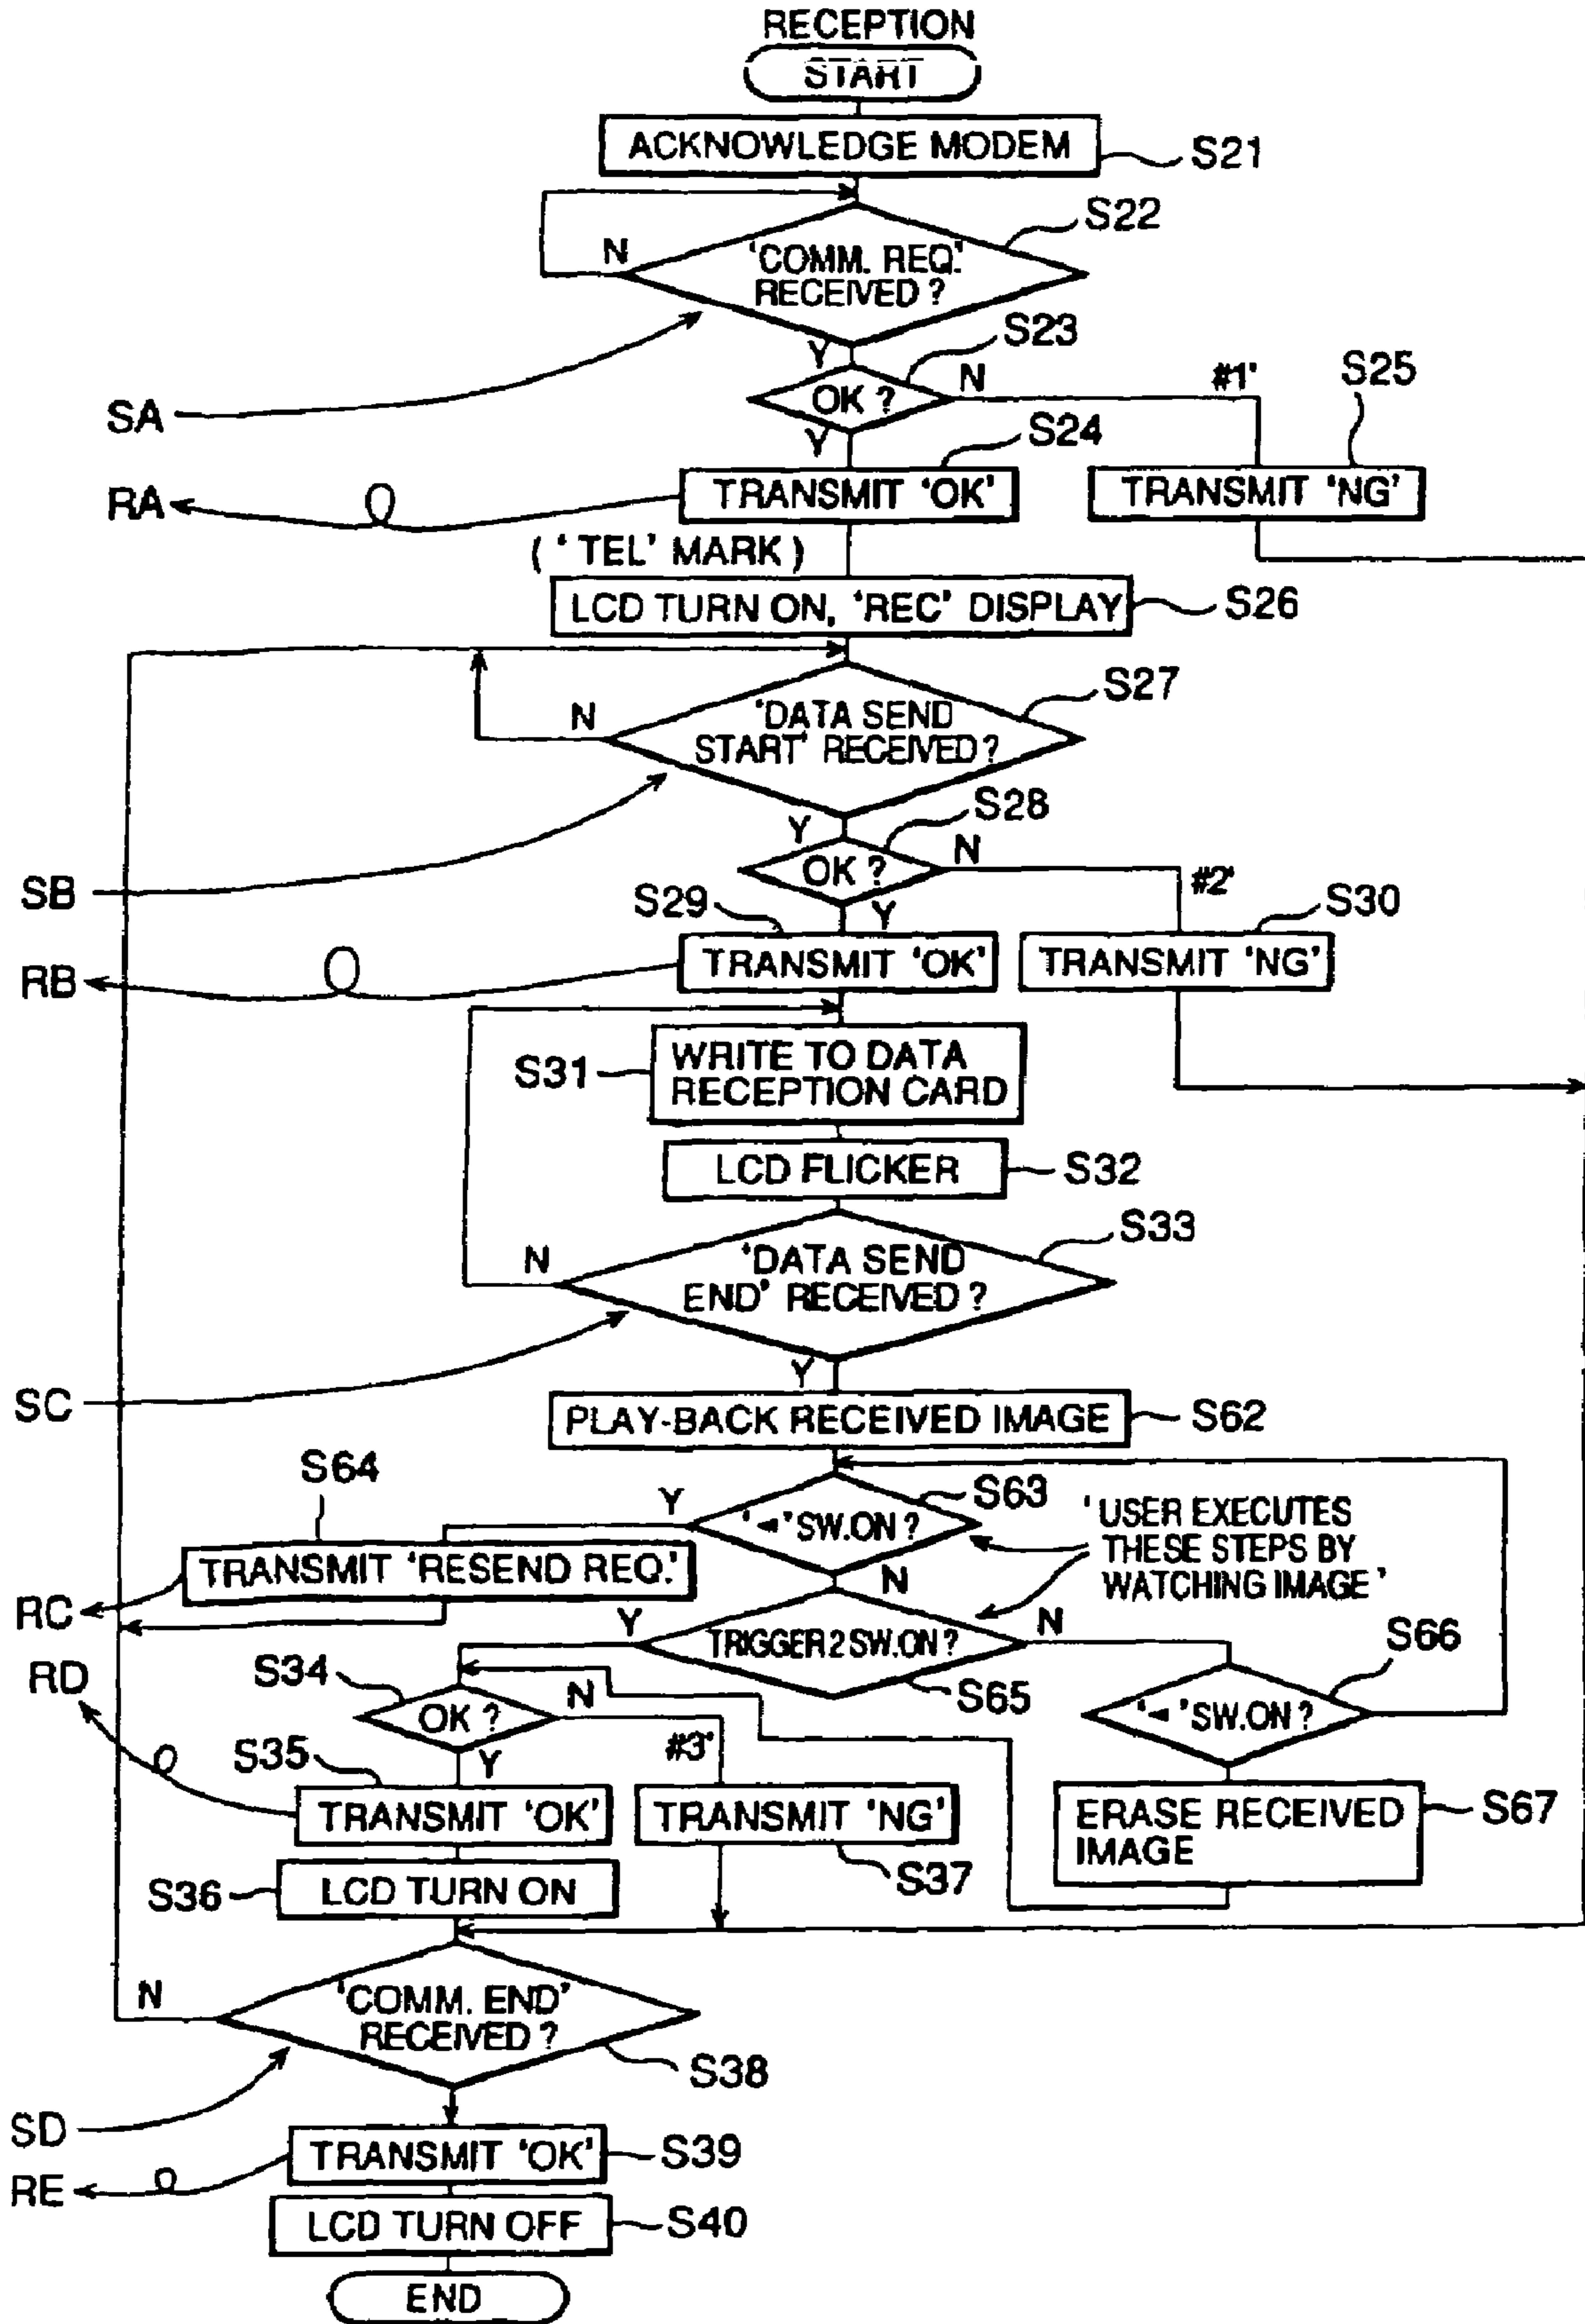 RECEPTION
START
ACKNOWLEDGE MODEM
S21
S22
N
'COMM. REQ.'
RECEIVED ?
S23
Y
OK ?
N
#1'
S25
SA
Y
S24
TRANSMIT 'OK'
TRANSMIT 'NG'
RA
( ' TEL' MARK )
LCD TURN ON, 'REC' DISPLAY
S26
S27
N
'DATA SEND
START' RECEIVED ?
S28
Y
OK ?
N
#2'
SB
S29
Y
S30
TRANSMIT 'OK'
TRANSMIT 'NG'
RB
S31
WRITE TO DATA
RECEPTION CARD
LCD FLICKER
S32
S33
N
'DATA SEND
END' RECEIVED ?
Y
SC
PLAY-BACK RECEIVED IMAGE
S62
S64
Y
'◄' SW.ON ?
S63
' USER EXECUTES
THESE STEPS BY
WATCHING IMAGE '
TRANSMIT 'RESEND REQ.'
N
RC
Y
TRIGGER 2 SW.ON ?
N
S66
RD
S34
S65
OK ?
N
'◄' SW.ON ?
#3'
S35
Y
TRANSMIT 'OK'
TRANSMIT 'NG'
ERASE RECEIVED
IMAGE
S67
S36
LCD TURN ON
S37
N
'COMM. END'
RECEIVED ?
S38
SD
TRANSMIT 'OK'
S39
RE
LCD TURN OFF
S40
END